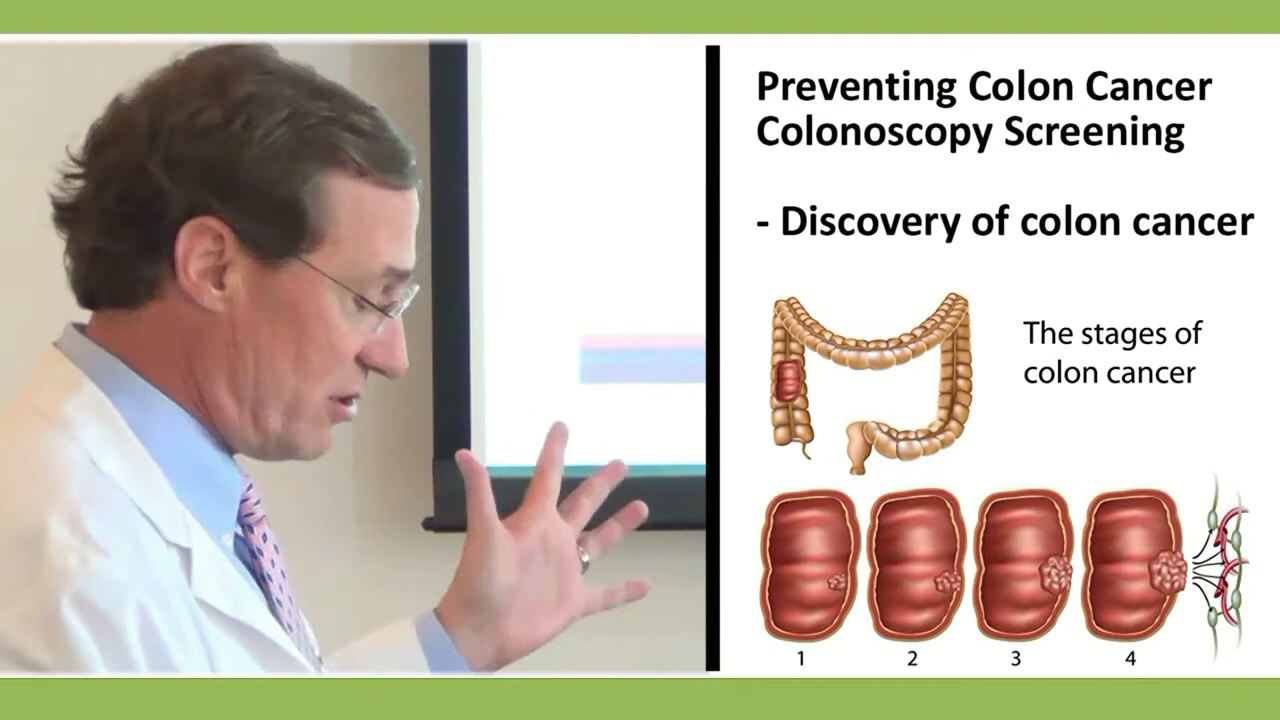 Preventing Colon Cancer
Colonoscopy Screening
- Discovery of colon cancer
The stages of
colon cancer
1 2 3 4